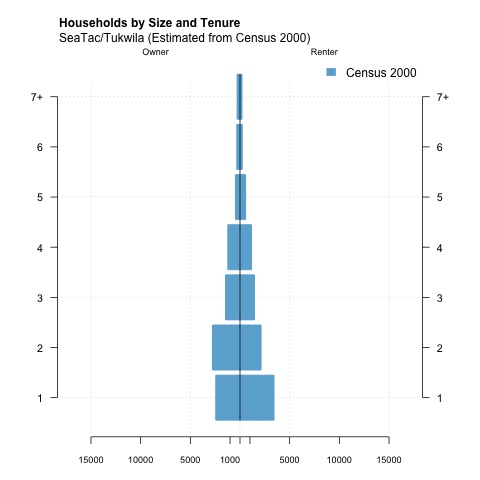 Households by Size and Tenure
SeaTac/Tukwila (Estimated from Census 2000)
Owner Renter
Census 2000
7+ 7+
6 6
5 5
4 4
3 3
2 2
1 1
15000 10000 5000 1000 5000 10000 15000